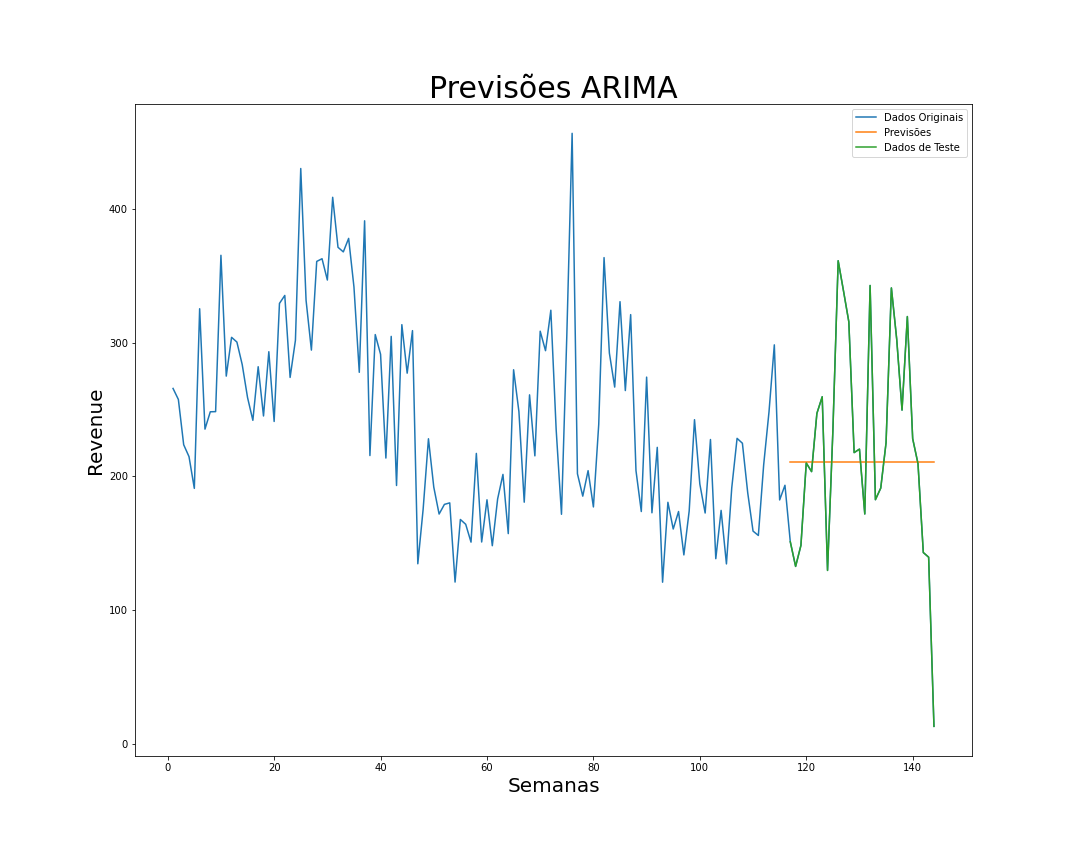 Previsões ARIMA
Dados Originais
Previsões
Dados de Teste
Revenue
400
300
200
100
0
0 20 40 60 80 100 120 140
Semanas